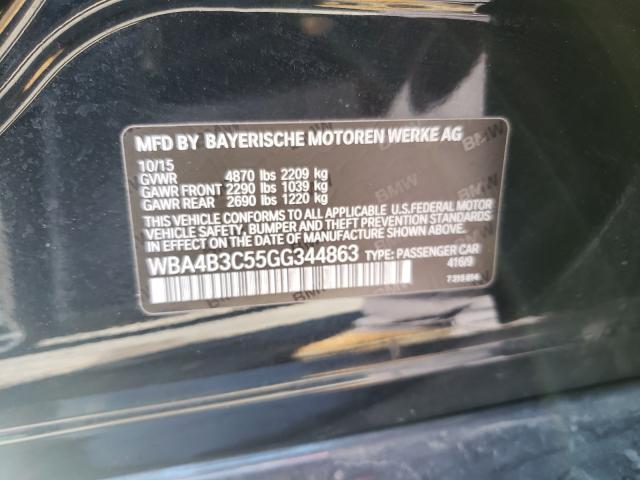 MFD BY BAYERISCHE MOTOREN WERKE AG
10/15
GVWR 4870 lbs 2209 kg
GAWR FRONT 2290 lbs 1039 kg
GAWR REAR 2690 lbs 1220 kg
THIS VEHICLE CONFORMS TO ALL APPLICABLE U.S.FEDERAL MOTOR
VEHICLE SAFETY, BUMPER AND THEFT PREVENTION STANDARDS
IN EFFECT ON THE DATE OF MANUFACTURE SHOWN ABOVE.
WBA4B3C55GG344863 TYPE: PASSENGER CAR
416/9